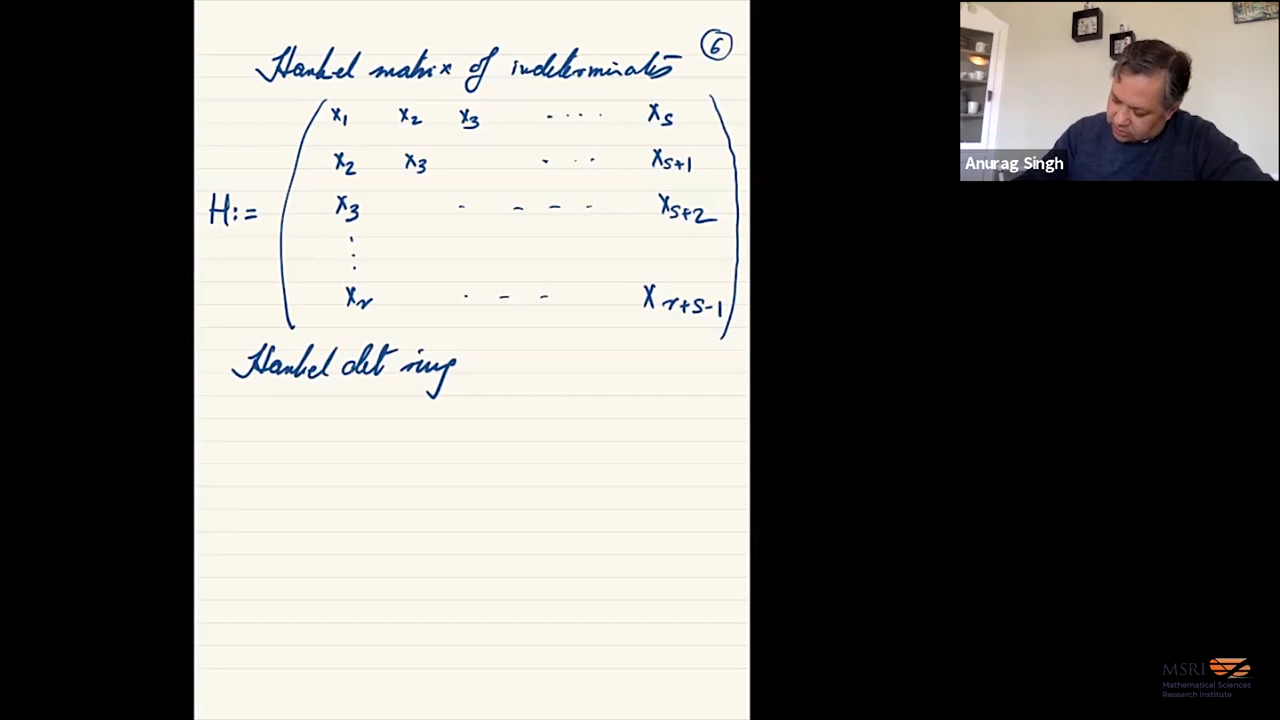 6
Hankel matrix of indeterminates
x₁ x₂ x₃ · · · · xₛ
x₂ x₃ · · · xₛ₊₁
H := x₃ · - - - · xₛ₊₂
⋮
xᵣ · - - xᵣ₊ₛ₋₁
Hankel det ring
Anurag Singh
MSRI
Mathematical Sciences
Research Institute